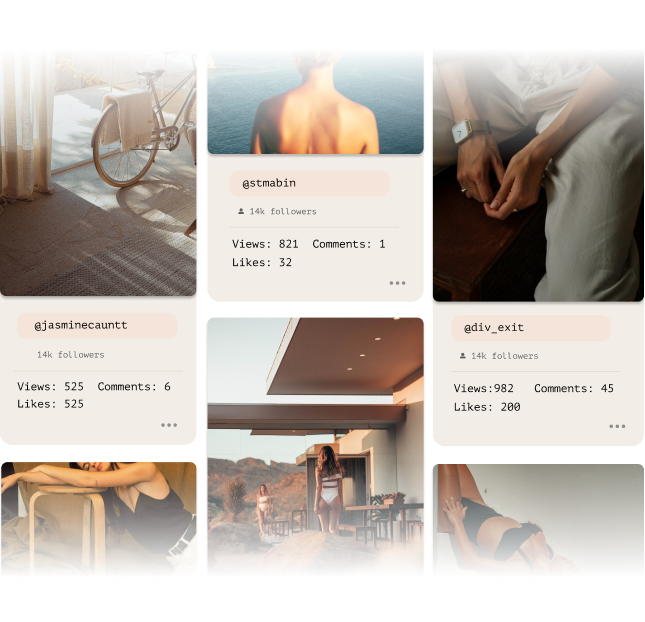 @jasminecauntt
14k followers
Views: 525 Comments: 6
Likes: 525
@stmabin
14k followers
Views: 821 Comments: 1
Likes: 32
@div_exit
14k followers
Views:982 Comments: 45
Likes: 200